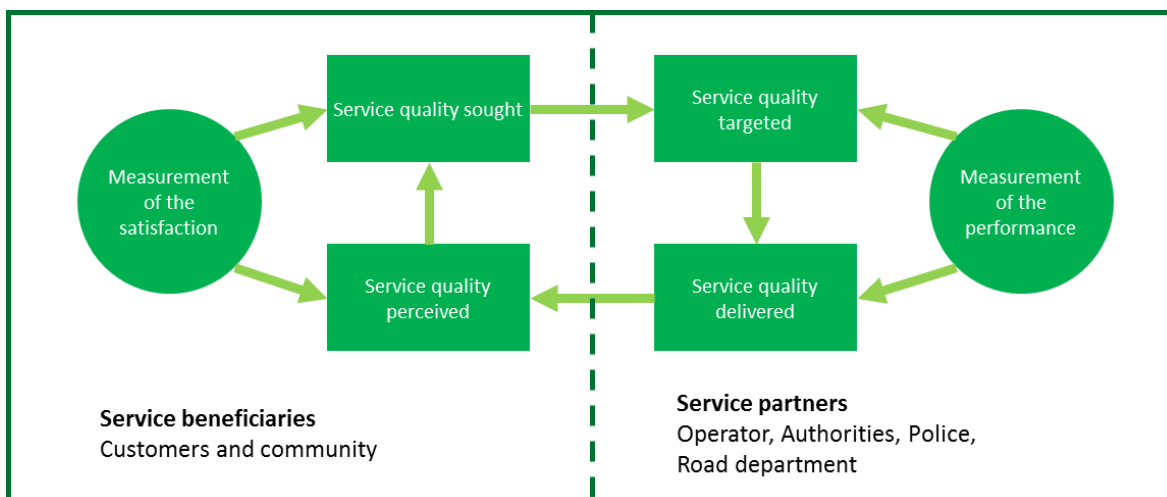 Service quality sought
Service quality
targeted
Measurement
of the
satisfaction
Measurement
of the
performance
Service quality
perceived
Service quality
delivered
Service beneficiaries
Customers and community
Service partners
Operator, Authorities, Police,
Road department